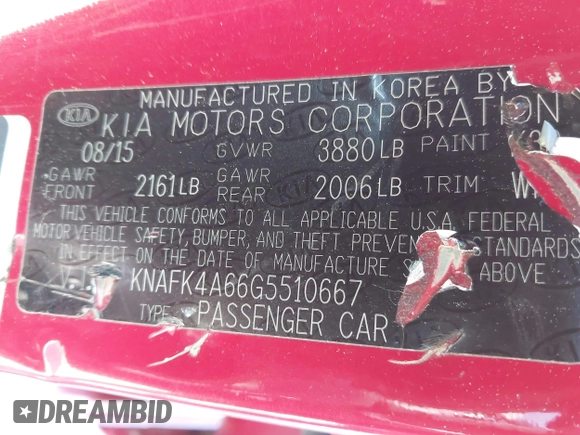 MANUFACTURED IN KOREA BY
KIA KIA MOTORS CORPORATION
08/15 GVWR 3880LB PAINT
GAWR FRONT 2161LB GAWR REAR 2006LB TRIM
THIS VEHICLE CONFORMS TO ALL APPLICABLE U.S.A. FEDERAL
MOTOR VEHICLE SAFETY, BUMPER, AND THEFT STANDARDS
IN EFFECT ON THE DATE OF MANUFACTURE ABOVE
KNAFK4A66G5510667
TYPE PASSENGER CAR
DREAMBID